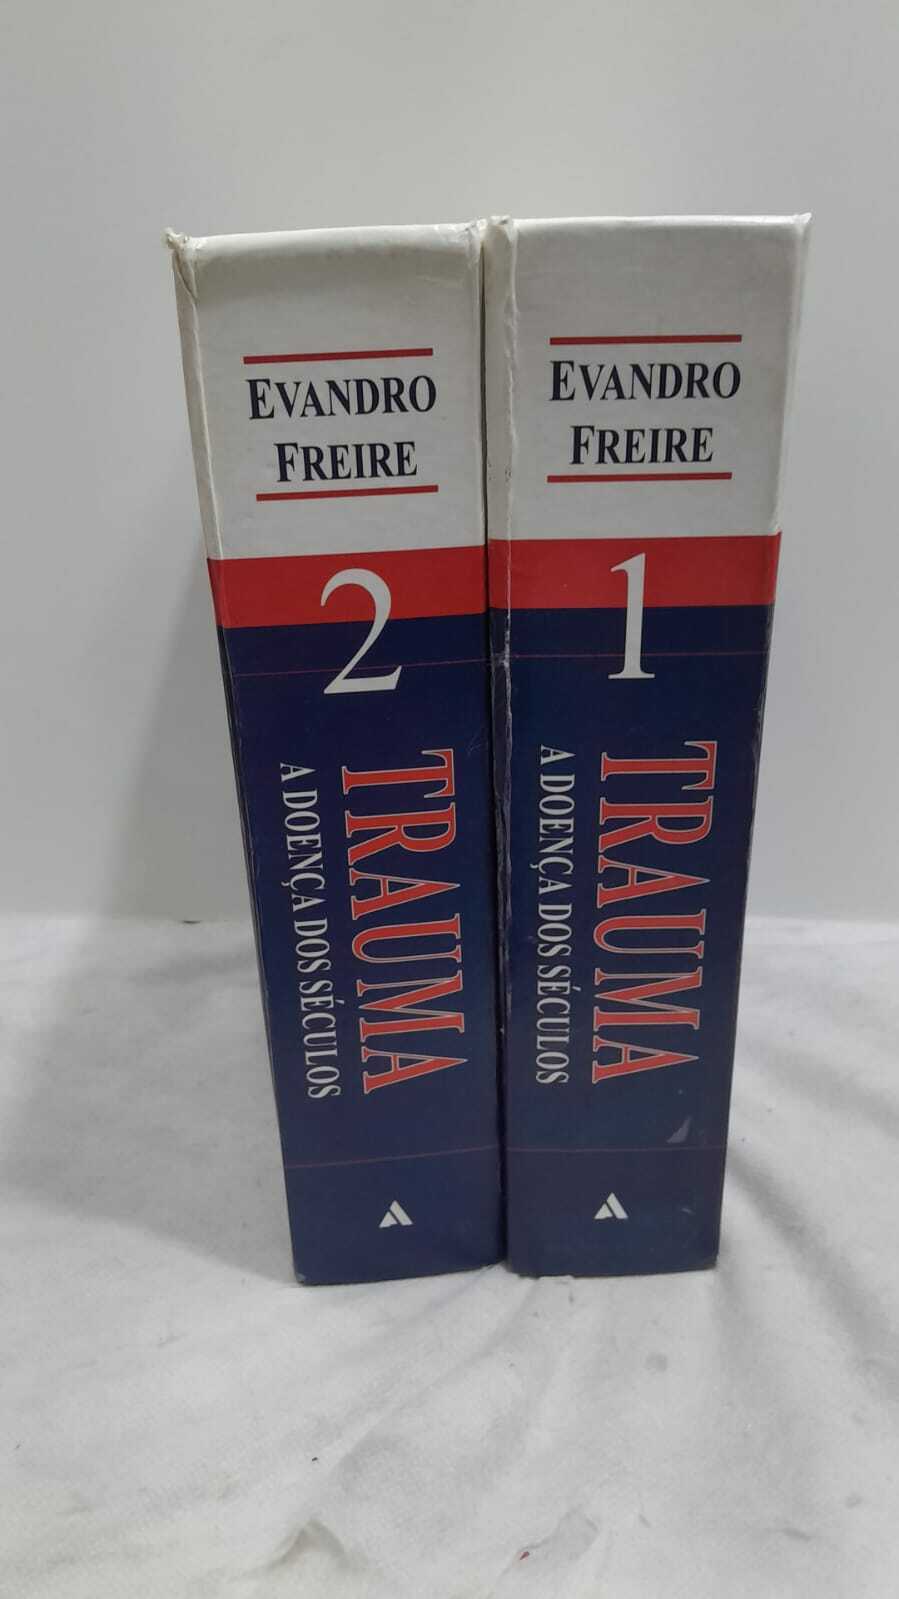 EVANDRO
FREIRE
2
TRAUMA
A DOENÇA DOS SÉCULOS
EVANDRO
FREIRE
1
TRAUMA
A DOENÇA DOS SÉCULOS